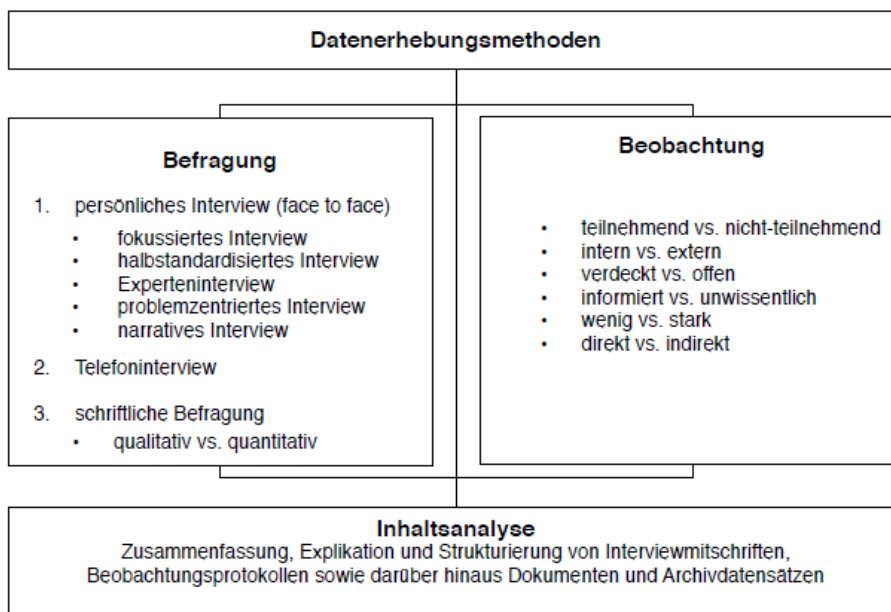 Datenerhebungsmethoden
Befragung
1. persönliches Interview (face to face)
• fokussiertes Interview
• halbstandardisiertes Interview
• Experteninterview
• problemzentriertes Interview
• narratives Interview
2. Telefoninterview
3. schriftliche Befragung
• qualitativ vs. quantitativ
Beobachtung
• teilnehmend vs. nicht-teilnehmend
• intern vs. extern
• verdeckt vs. offen
• informiert vs. unwissentlich
• wenig vs. stark
• direkt vs. indirekt
Inhaltsanalyse
Zusammenfassung, Explikation und Strukturierung von Interviewmitschriften,
Beobachtungsprotokollen sowie darüber hinaus Dokumenten und Archivdatensätzen